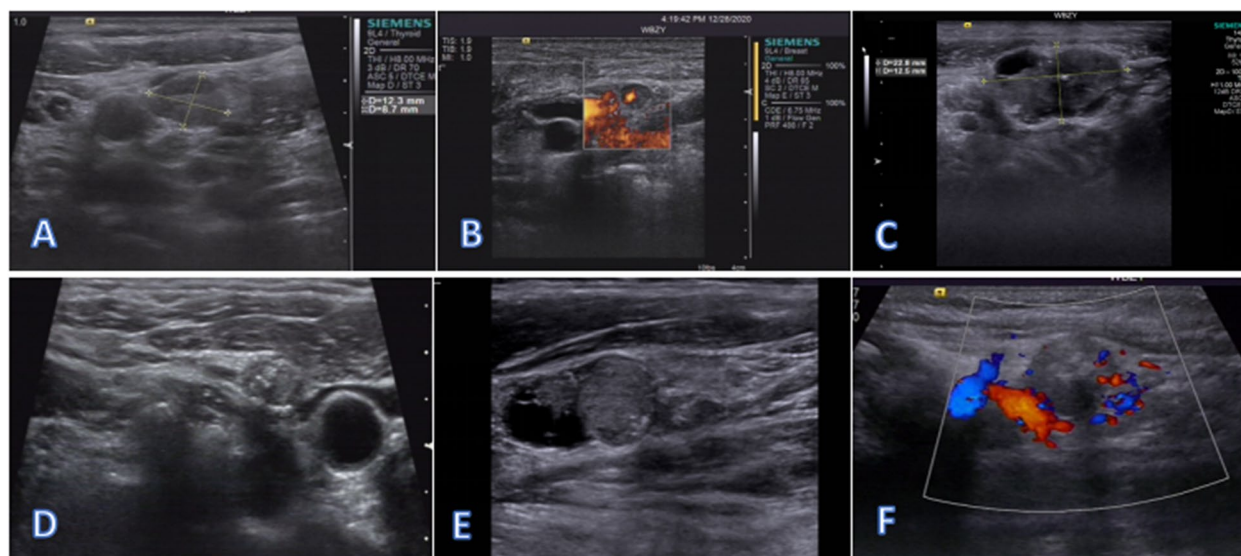 1.0
SIEMENS
9L4 / Thyroid
General
2D
THI / H8.00 MHz
3 dB / DR 70
ASC 5 / DTCE M
Map D / ST 3
D=12.3 mm
D=8.7 mm
A
4:19:42 PM 12/28/2020
WBZY
TIS: 1.9
TIB: 1.9
MI: 1.0
SIEMENS
9L4 / Breast
General
2D 100%
THI / H8.00 MHz
4 dB / DR 65
ASC 2 / DTCE M
Map E / ST 3
C 100%
CDE / 6.75 MHz
1 dB / Flow Gen
PRF 488 / F 2
4cm
B
WBZY
D=22.8 mm
D=12.5 mm
C
D
E
F